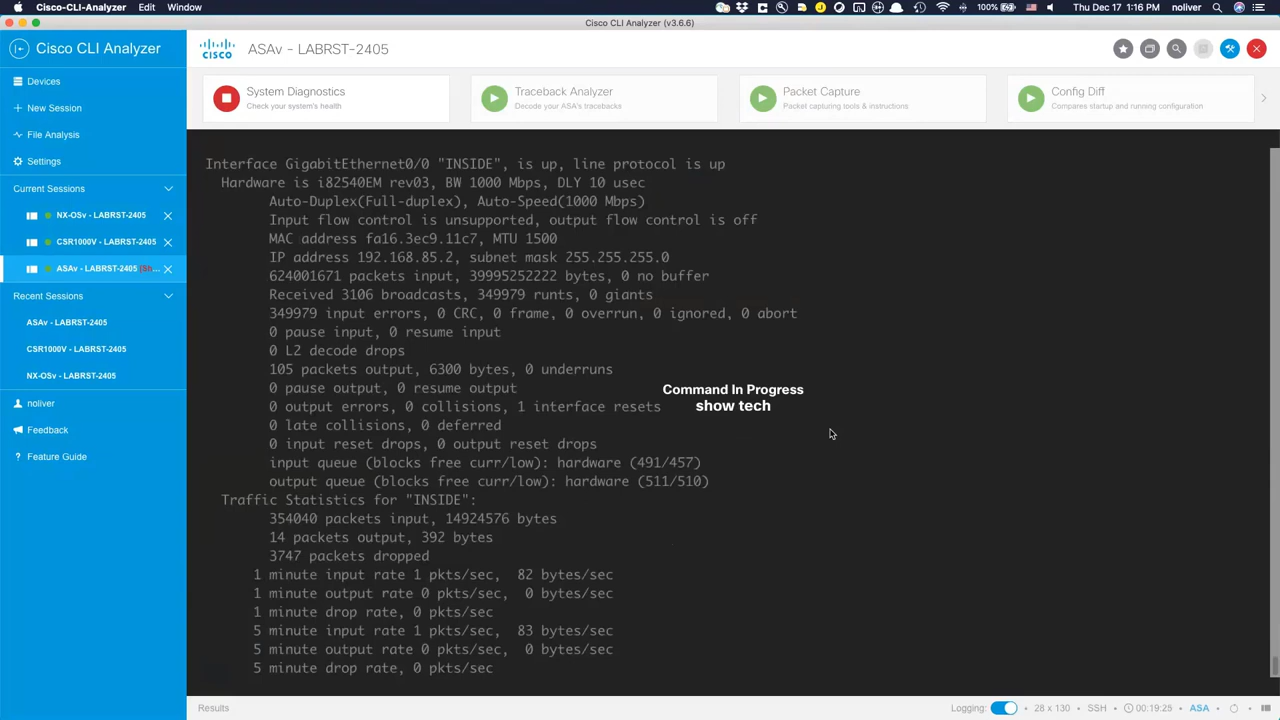 Cisco-CLI-Analyzer Edit Window
100% Thu Dec 17 1:16 PM noliver
Cisco CLI Analyzer (v3.6.6)
Cisco CLI Analyzer
CISCO
ASAv - LABRST-2405
System Diagnostics
Check your system's health
Traceback Analyzer
Decode your ASA's tracebacks
Packet Capture
Packet capturing tools & instructions
Config Diff
Compares startup and running configuration
Devices
New Session
File Analysis
Settings
Current Sessions
NX-OSv - LABRST-2405
CSR1000V - LABRST-2405
ASAv - LABRST-2405 (Sh...
Recent Sessions
ASAv - LABRST-2405
CSR1000V - LABRST-2405
NX-OSv - LABRST-2405
noliver
Feedback
? Feature Guide
Interface GigabitEthernet0/0 "INSIDE", is up, line protocol is up
Hardware is i82540EM rev03, BW 1000 Mbps, DLY 10 usec
Auto-Duplex(Full-duplex), Auto-Speed(1000 Mbps)
Input flow control is unsupported, output flow control is off
MAC address fa16.3ec9.11c7, MTU 1500
IP address 192.168.85.2, subnet mask 255.255.255.0
624001671 packets input, 39995252222 bytes, 0 no buffer
Received 3106 broadcasts, 349979 runts, 0 giants
349979 input errors, 0 CRC, 0 frame, 0 overrun, 0 ignored, 0 abort
0 pause input, 0 resume input
0 L2 decode drops
105 packets output, 6300 bytes, 0 underruns
0 pause output, 0 resume output
0 output errors, 0 collisions, 1 interface resets
0 late collisions, 0 deferred
0 input reset drops, 0 output reset drops
input queue (blocks free curr/low): hardware (491/457)
output queue (blocks free curr/low): hardware (511/510)
Traffic Statistics for "INSIDE":
354040 packets input, 14924576 bytes
14 packets output, 392 bytes
3747 packets dropped
1 minute input rate 1 pkts/sec, 82 bytes/sec
1 minute output rate 0 pkts/sec, 0 bytes/sec
1 minute drop rate, 0 pkts/sec
5 minute input rate 1 pkts/sec, 83 bytes/sec
5 minute output rate 0 pkts/sec, 0 bytes/sec
5 minute drop rate, 0 pkts/sec
Command In Progress
show tech
Results
Logging: • 28 x 130 • SSH • 00:19:25 • ASA